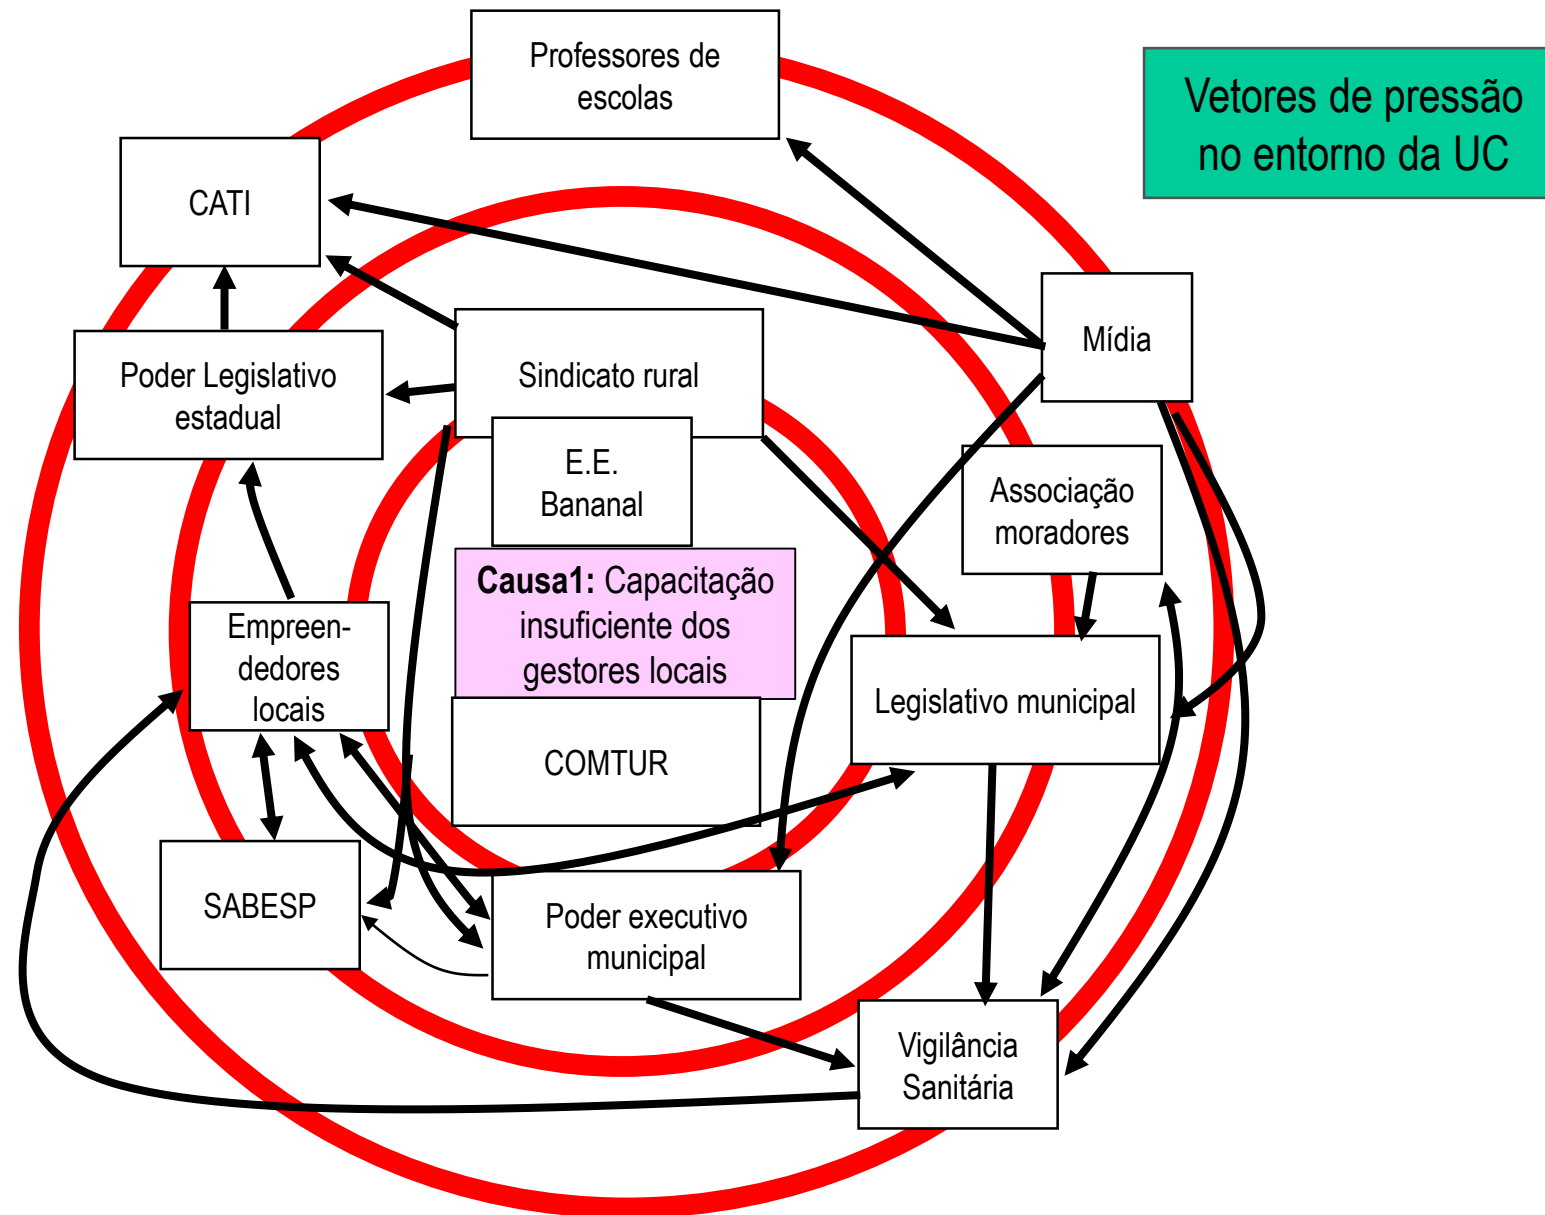 Professores de
escolas
Vetores de pressão
no entorno da UC
CATI
Mídia
Poder Legislativo
estadual
Sindicato rural
E.E.
Bananal
Associação
moradores
Causa1: Capacitação
insuficiente dos
gestores locais
Empreen-
dedores
locais
Legislativo municipal
COMTUR
SABESP
Poder executivo
municipal
Vigilância
Sanitária